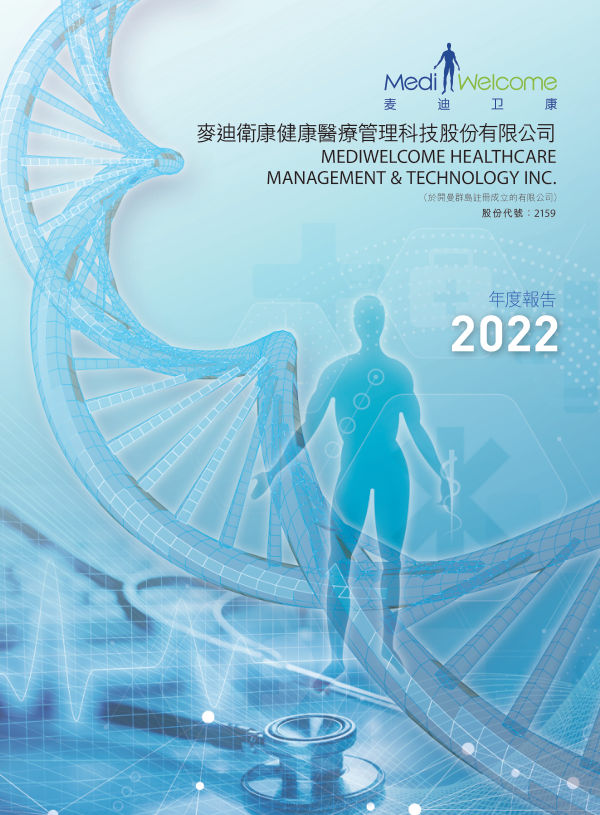 Medi Welcome
麦迪卫康
麥迪衛康健康醫療管理科技股份有限公司
MEDIWELCOME HEALTHCARE
MANAGEMENT & TECHNOLOGY INC.
（於開曼群島註冊成立的有限公司）
股份代號：2159
年度報告
2022